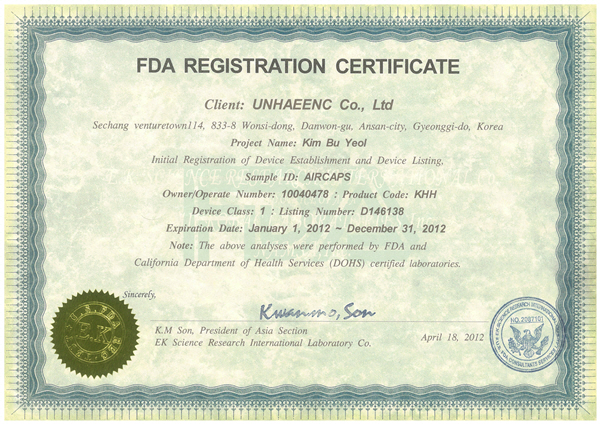 FDA REGISTRATION CERTIFICATE
Client: UNHAEENC Co., Ltd
Sechang venturetown114, 833-8 Wonsi-dong, Danwon-gu, Ansan-city, Gyeonggi-do, Korea
Project Name: Kim Bu Yeol
Initial Registration of Device Establishment and Device Listing,
Sample ID: AIRCAPS
Owner/Operate Number: 10040478 : Product Code: KHH
Device Class: 1 : Listing Number: D146138
Expiration Date: January 1, 2012 ~ December 31, 2012
Note: The above analyses were performed by FDA and
California Department of Health Services (DOHS) certified laboratories.
Sincerely,
Kwanmo, Son
K.M Son, President of Asia Section
EK Science Research International Laboratory Co.
April 18, 2012
NO. 2067101
EK